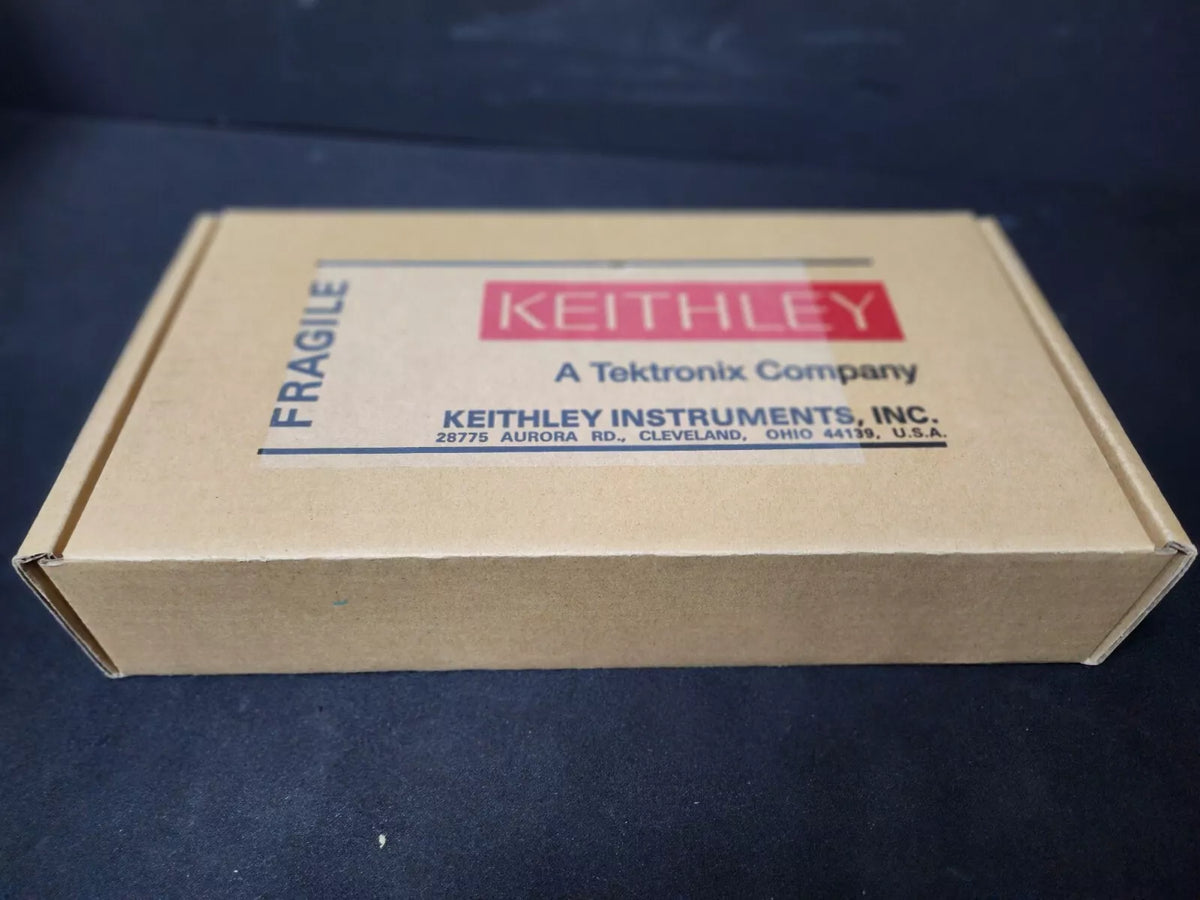 FRAGILE
KEITHLEY
A Tektronix Company
KEITHLEY INSTRUMENTS, INC.
28775 AURORA RD., CLEVELAND, OHIO 44139, U.S.A.